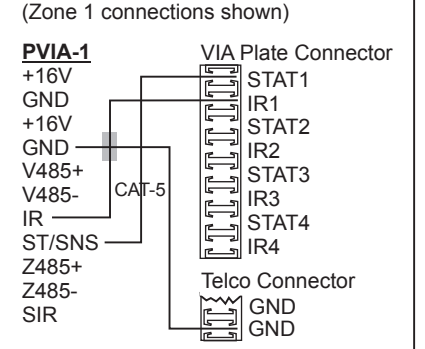 (Zone 1 connections shown)
PVIA-1
+16V
GND
+16V
GND
V485+
V485-
IR
ST/SNS
Z485+
Z485-
SIR
CAT-5
VIA Plate Connector
STAT1
IR1
STAT2
IR2
STAT3
IR3
STAT4
IR4
Telco Connector
GND
GND